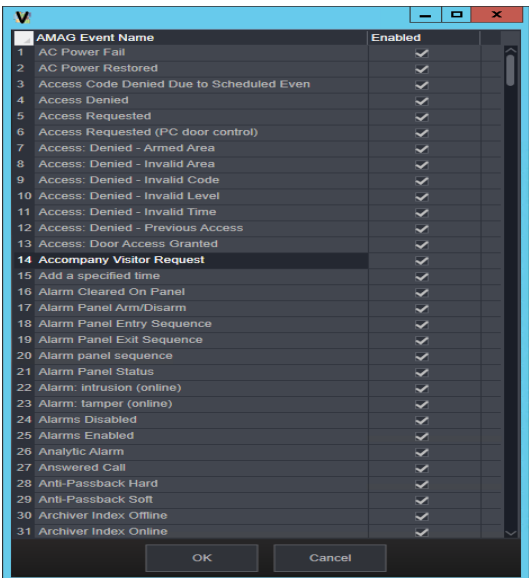 AMAG Event Name Enabled
1 AC Power Fail
2 AC Power Restored
3 Access Code Denied Due to Scheduled Even
4 Access Denied
5 Access Requested
6 Access Requested (PC door control)
7 Access: Denied - Armed Area
8 Access: Denied - Invalid Area
9 Access: Denied - Invalid Code
10 Access: Denied - Invalid Level
11 Access: Denied - Invalid Time
12 Access: Denied - Previous Access
13 Access: Door Access Granted
14 Accompany Visitor Request
15 Add a specified time
16 Alarm Cleared On Panel
17 Alarm Panel Arm/Disarm
18 Alarm Panel Entry Sequence
19 Alarm Panel Exit Sequence
20 Alarm panel sequence
21 Alarm Panel Status
22 Alarm: intrusion (online)
23 Alarm: tamper (online)
24 Alarms Disabled
25 Alarms Enabled
26 Analytic Alarm
27 Answered Call
28 Anti-Passback Hard
29 Anti-Passback Soft
30 Archiver Index Offline
31 Archiver Index Online
OK Cancel